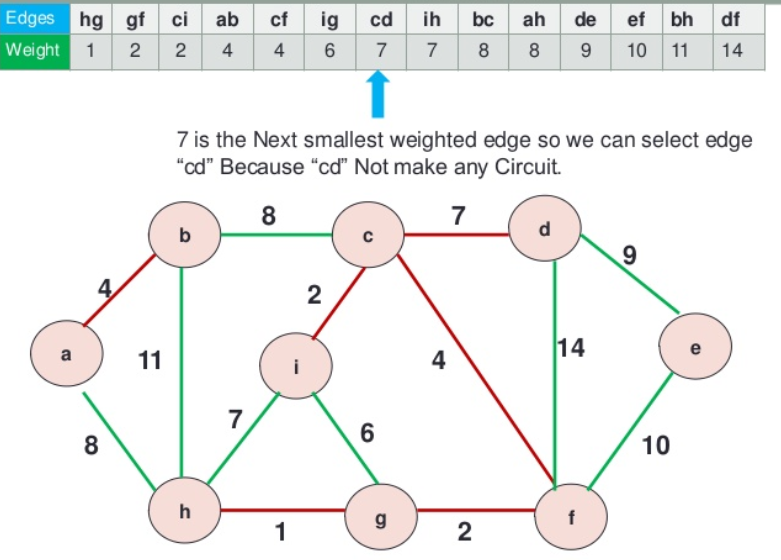 Edges hg gf ci ab cf ig cd ih bc ah de ef bh df
Weight 1 2 2 4 4 6 7 7 8 8 9 10 11 14
7 is the Next smallest weighted edge so we can select edge
“cd” Because “cd” Not make any Circuit.
8 7
b c d
9
4 2
a 11 i 4 14 e
7 6
8 10
h g f
1 2